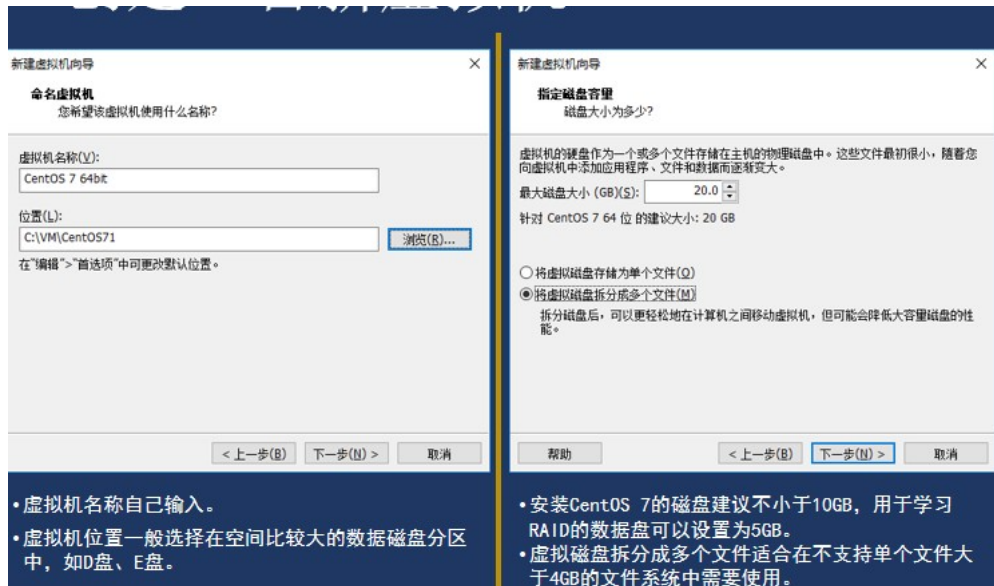 新建虚拟机向导
命名虚拟机
您希望该虚拟机使用什么名称?
虚拟机名称(V):
CentOS 7 64bit
位置(L):
C:\VM\CentOS71
浏览(R)...
在"编辑">"首选项"中可更改默认位置。
<上一步(B) 下一步(N) > 取消
•虚拟机名称自己输入。
•虚拟机位置一般选择在空间比较大的数据磁盘分区
中，如D盘、E盘。
新建虚拟机向导
指定磁盘容量
磁盘大小为多少?
虚拟机的硬盘作为一个或多个文件存储在主机的物理磁盘中。这些文件最初很小，随着您
向虚拟机中添加应用程序、文件和数据而逐渐变大。
最大磁盘大小 (GB)(S): 20.0
针对 CentOS 7 64 位 的建议大小: 20 GB
将虚拟磁盘存储为单个文件(O)
将虚拟磁盘拆分成多个文件(M)
拆分磁盘后，可以更轻松地在计算机之间移动虚拟机，但可能会降低大容量磁盘的性
能。
帮助 <上一步(B) 下一步(N) > 取消
•安装CentOS 7的磁盘建议不小于10GB，用于学习
RAID的数据盘可以设置为5GB。
•虚拟磁盘拆分成多个文件适合在不支持单个文件大
于4GB的文件系统中需要使用。